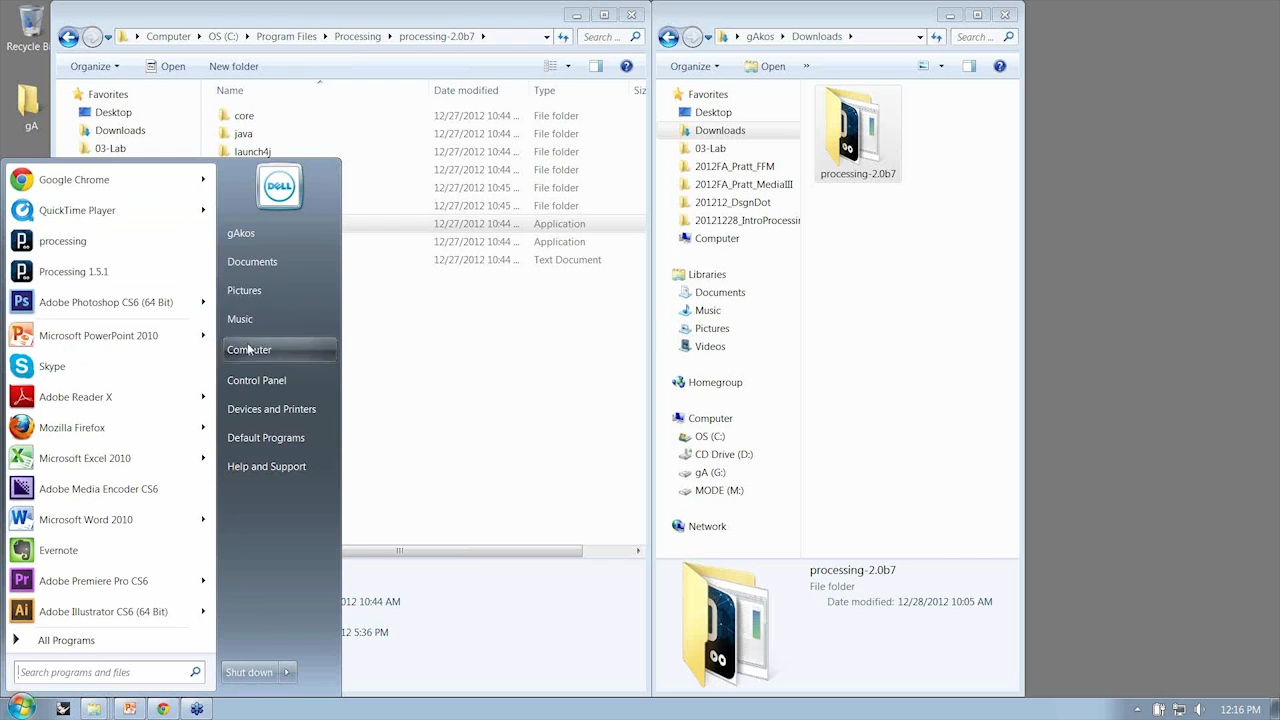 Recycle B
gA
Computer
OS (C:)
Program Files
Processing
processing-2.0b7
Search...
Organize
Open
New folder
Name
Date modified
Type
Siz
Favorites
Desktop
Downloads
03-Lab
core
12/27/2012 10:44 ...
File folder
java
12/27/2012 10:44 ...
File folder
launch4j
12/27/2012 10:44 ...
File folder
12/27/2012 10:44 ...
File folder
12/27/2012 10:45 ...
File folder
12/27/2012 10:45 ...
File folder
12/27/2012 10:44 ...
Application
12/27/2012 10:44 ...
Application
12/27/2012 10:44 ...
Text Document
2012 10:44 AM
12 5:36 PM
Google Chrome
QuickTime Player
processing
Processing 1.5.1
Adobe Photoshop CS6 (64 Bit)
Microsoft PowerPoint 2010
Skype
Adobe Reader X
Mozilla Firefox
Microsoft Excel 2010
Adobe Media Encoder CS6
Microsoft Word 2010
Evernote
Adobe Premiere Pro CS6
Adobe Illustrator CS6 (64 Bit)
All Programs
Search programs and files
DELL
gAkos
Documents
Pictures
Music
Computer
Control Panel
Devices and Printers
Default Programs
Help and Support
Shut down
gAkos
Downloads
Search...
Organize
Open
»
Favorites
Desktop
Downloads
03-Lab
2012FA_Pratt_FFM
2012FA_Pratt_MediaIII
201212_DsgnDot
20121228_IntroProcessin
Computer
Libraries
Documents
Music
Pictures
Videos
Homegroup
Computer
OS (C:)
CD Drive (D:)
gA (G:)
MODE (M:)
Network
processing-2.0b7
processing-2.0b7
File folder
Date modified: 12/28/2012 10:05 AM
12:16 PM